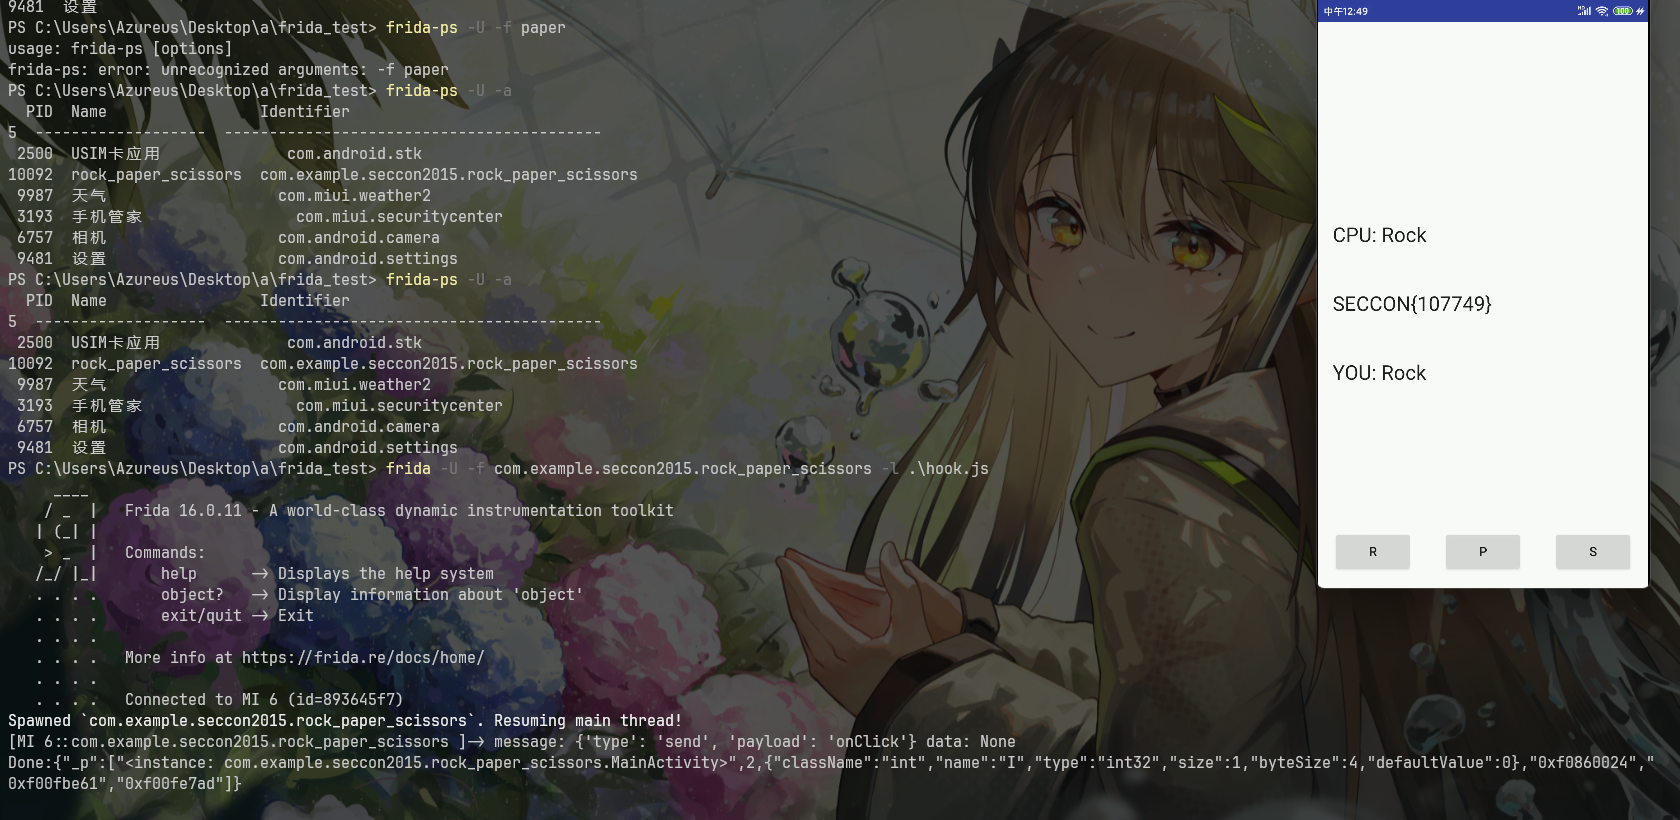 9481 设置
PS C:\Users\Azureus\Desktop\a\frida_test> frida-ps -U -f paper
usage: frida-ps [options]
frida-ps: error: unrecognized arguments: -f paper
PS C:\Users\Azureus\Desktop\a\frida_test> frida-ps -U -a
PID Name Identifier
5 ------------------- -----------------------------------------
2500 USIM卡应用 com.android.stk
10092 rock_paper_scissors com.example.seccon2015.rock_paper_scissors
9987 天气 com.miui.weather2
3193 手机管家 com.miui.securitycenter
6757 相机 com.android.camera
9481 设置 com.android.settings
PS C:\Users\Azureus\Desktop\a\frida_test> frida-ps -U -a
PID Name Identifier
5 ------------------- -----------------------------------------
2500 USIM卡应用 com.android.stk
10092 rock_paper_scissors com.example.seccon2015.rock_paper_scissors
9987 天气 com.miui.weather2
3193 手机管家 com.miui.securitycenter
6757 相机 com.android.camera
9481 设置 com.android.settings
PS C:\Users\Azureus\Desktop\a\frida_test> frida -U -f com.example.seccon2015.rock_paper_scissors -l .\hook.js
____
/ _ | Frida 16.0.11 - A world-class dynamic instrumentation toolkit
| (_| |
> _ | Commands:
/_/ |_| help -> Displays the help system
. . . . object? -> Display information about 'object'
. . . . exit/quit -> Exit
. . . .
. . . . More info at https://frida.re/docs/home/
. . . .
. . . . Connected to MI 6 (id=893645f7)
Spawned `com.example.seccon2015.rock_paper_scissors`. Resuming main thread!
[MI 6::com.example.seccon2015.rock_paper_scissors ]-> message: {'type': 'send', 'payload': 'onClick'} data: None
Done:{"_p":["<instance: com.example.seccon2015.rock_paper_scissors.MainActivity>",2,{"className":"int","name":"I","type":"int32","size":1,"byteSize":4,"defaultValue":0},"0xf0860024","
0xf00fbe61","0xf00fe7ad"]}
中午12:49
100
CPU: Rock
SECCON{107749}
YOU: Rock
R
P
S